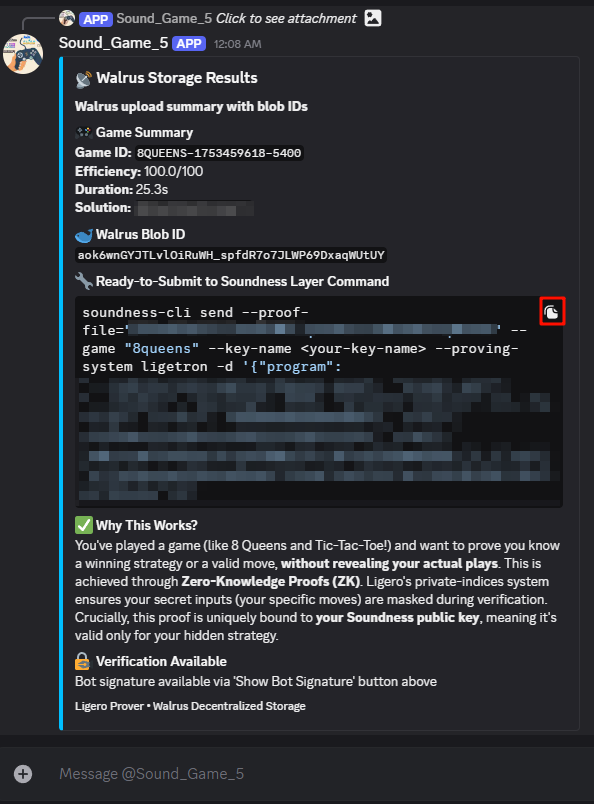 APP Sound_Game_5 Click to see attachment
Sound_Game_5 APP 12:08 AM
Walrus Storage Results
Walrus upload summary with blob IDs
Game Summary
Game ID: 8QUEENS-1753459618-5400
Efficiency: 100.0/100
Duration: 25.3s
Solution:
Walrus Blob ID
aok6wnGYJTLvlOiRuWH_spfdR7o7JLWP69DxaqWUtUY
Ready-to-Submit to Soundness Layer Command
soundness-cli send --proof-
file=" " --
game "8queens" --key-name <your-key-name> --proving-
system ligetron -d '{"program":
Why This Works?
You've played a game (like 8 Queens and Tic-Tac-Toe!) and want to prove you know
a winning strategy or a valid move, without revealing your actual plays. This is
achieved through Zero-Knowledge Proofs (ZK). Ligero's private-indices system
ensures your secret inputs (your specific moves) are masked during verification.
Crucially, this proof is uniquely bound to your Soundness public key, meaning it's
valid only for your hidden strategy.
Verification Available
Bot signature available via 'Show Bot Signature' button above
Ligero Prover • Walrus Decentralized Storage
Message @Sound_Game_5